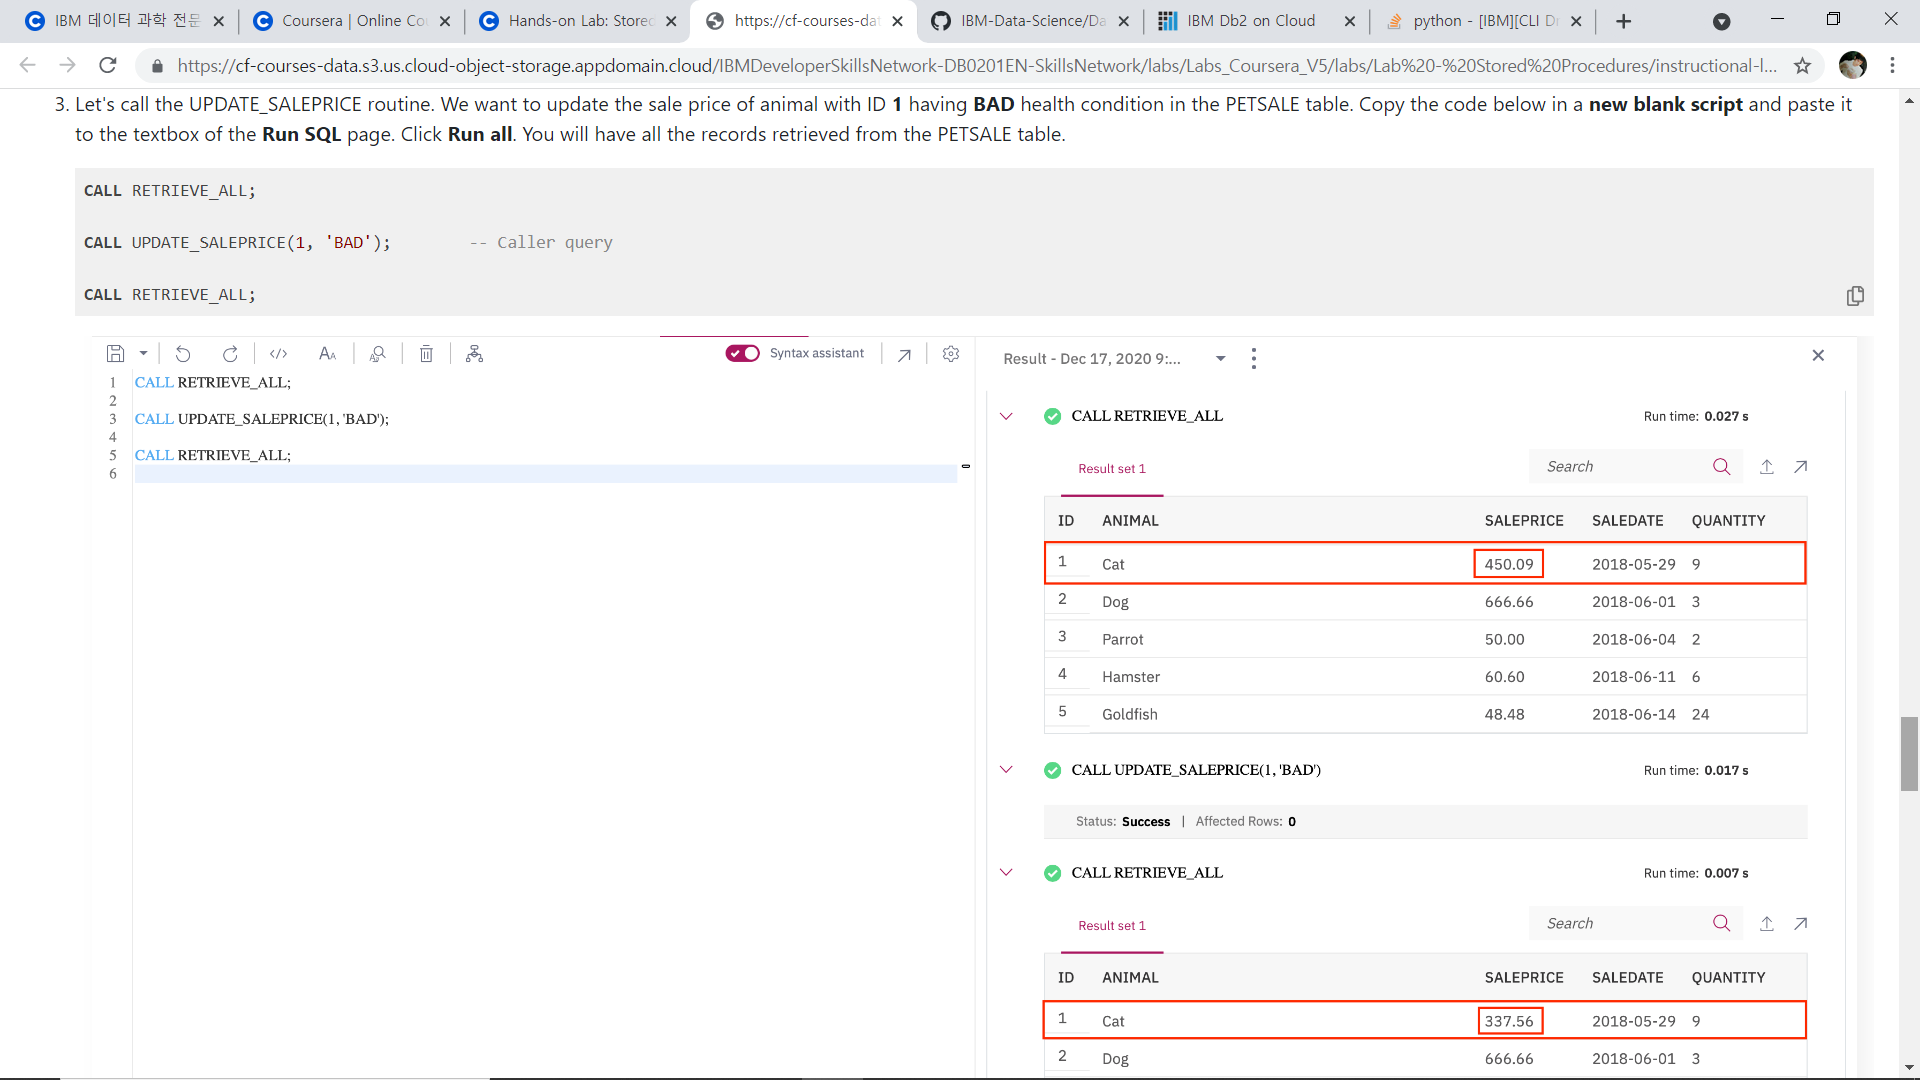 IBM 데이터 과학 전문
Coursera | Online Co
Hands-on Lab: Stored
https://cf-courses-dat
IBM-Data-Science/Da
IBM Db2 on Cloud
python - [IBM][CLI Dr
https://cf-courses-data.s3.us.cloud-object-storage.appdomain.cloud/IBMDeveloperSkillsNetwork-DB0201EN-SkillsNetwork/labs/Labs_Coursera_V5/labs/Lab%20-%20Stored%20Procedures/instructional-l...
3. Let's call the UPDATE_SALEPRICE routine. We want to update the sale price of animal with ID 1 having BAD health condition in the PETSALE table. Copy the code below in a new blank script and paste it
to the textbox of the Run SQL page. Click Run all. You will have all the records retrieved from the PETSALE table.
CALL RETRIEVE_ALL;
CALL UPDATE_SALEPRICE(1, 'BAD'); -- Caller query
CALL RETRIEVE_ALL;
Syntax assistant
1 CALL RETRIEVE_ALL;
2
3 CALL UPDATE_SALEPRICE(1, 'BAD');
4
5 CALL RETRIEVE_ALL;
6
Result - Dec 17, 2020 9:...
CALL RETRIEVE_ALL Run time: 0.027 s
Result set 1 Search
ID ANIMAL SALEPRICE SALEDATE QUANTITY
1 Cat 450.09 2018-05-29 9
2 Dog 666.66 2018-06-01 3
3 Parrot 50.00 2018-06-04 2
4 Hamster 60.60 2018-06-11 6
5 Goldfish 48.48 2018-06-14 24
CALL UPDATE_SALEPRICE(1, 'BAD') Run time: 0.017 s
Status: Success | Affected Rows: 0
CALL RETRIEVE_ALL Run time: 0.007 s
Result set 1 Search
ID ANIMAL SALEPRICE SALEDATE QUANTITY
1 Cat 337.56 2018-05-29 9
2 Dog 666.66 2018-06-01 3